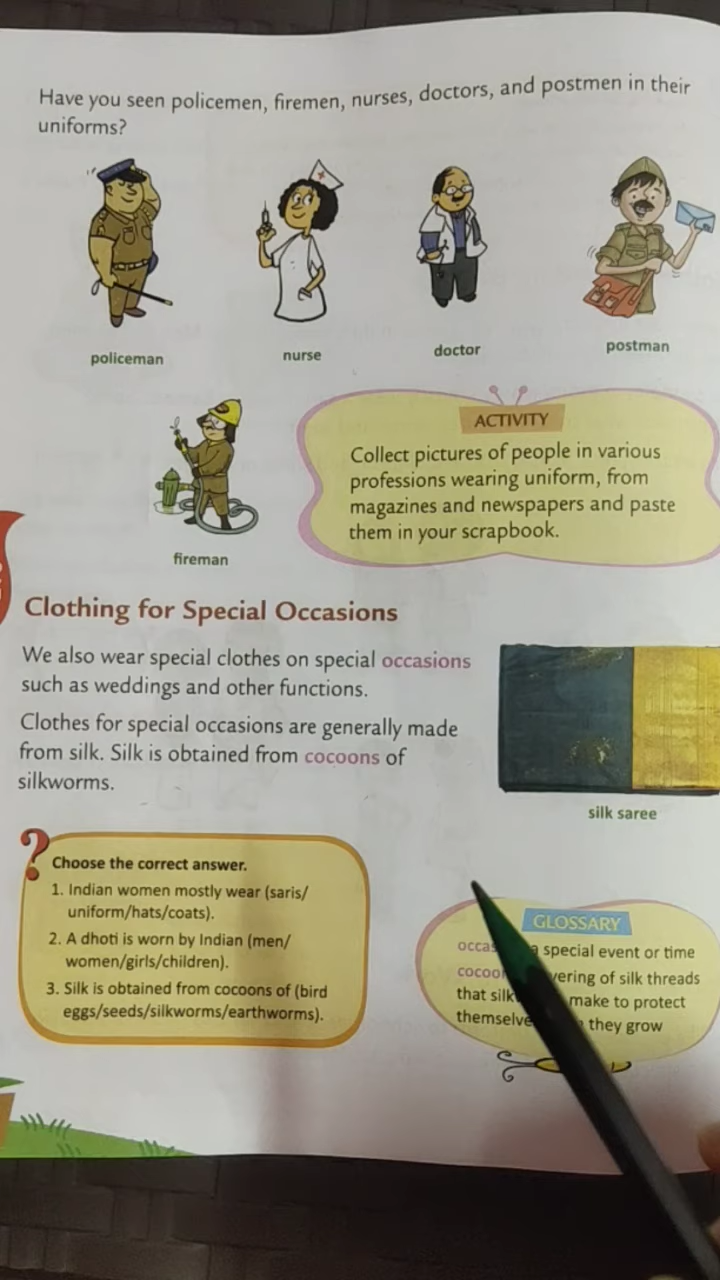 Have you seen policemen, firemen, nurses, doctors, and postmen in their
uniforms?
policeman
nurse
doctor
postman
fireman
ACTIVITY
Collect pictures of people in various
professions wearing uniform, from
magazines and newspapers and paste
them in your scrapbook.
Clothing for Special Occasions
We also wear special clothes on special occasions
such as weddings and other functions.
Clothes for special occasions are generally made
from silk. Silk is obtained from cocoons of
silkworms.
silk saree
? Choose the correct answer.
1. Indian women mostly wear (saris/
uniform/hats/coats).
2. A dhoti is worn by Indian (men/
women/girls/children).
3. Silk is obtained from cocoons of (bird
eggs/seeds/silkworms/earthworms).
GLOSSARY
special event or time
of silk threads
that make to protect
they grow